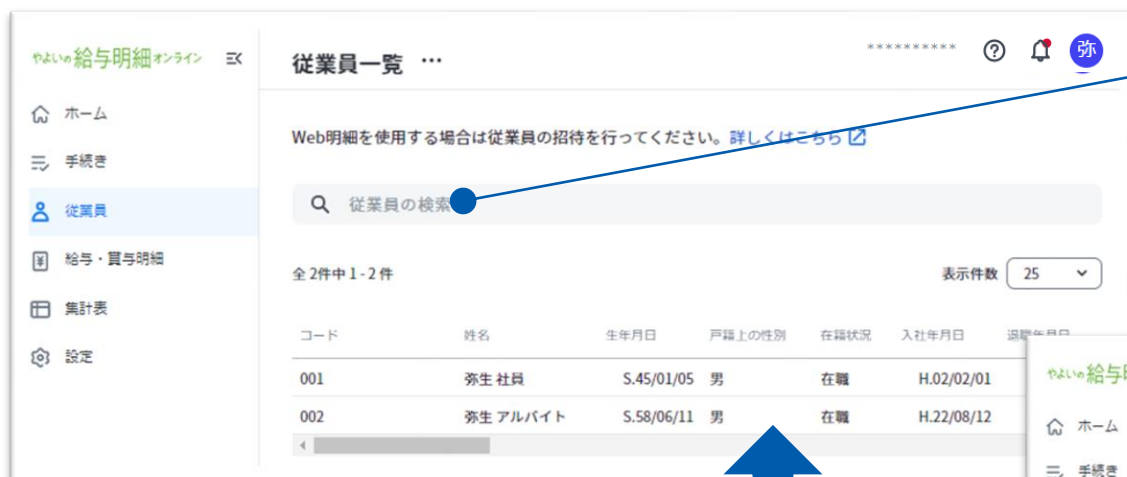 やよいの給与明細オンライン
ホーム
手続き
従業員
給与・賞与明細
集計表
設定
従業員一覧 …
**********
弥
Web明細を使用する場合は従業員の招待を行ってください。詳しくはこちら
従業員の検索
全 2件中 1 - 2 件
表示件数 25
コード 姓名 生年月日 戸籍上の性別 在籍状況 入社年月日 退職年月日
001 弥生 社員 S.45/01/05 男 在職 H.02/02/01
002 弥生 アルバイト S.58/06/11 男 在職 H.22/08/12
やよいの給与明
ホーム
手続き